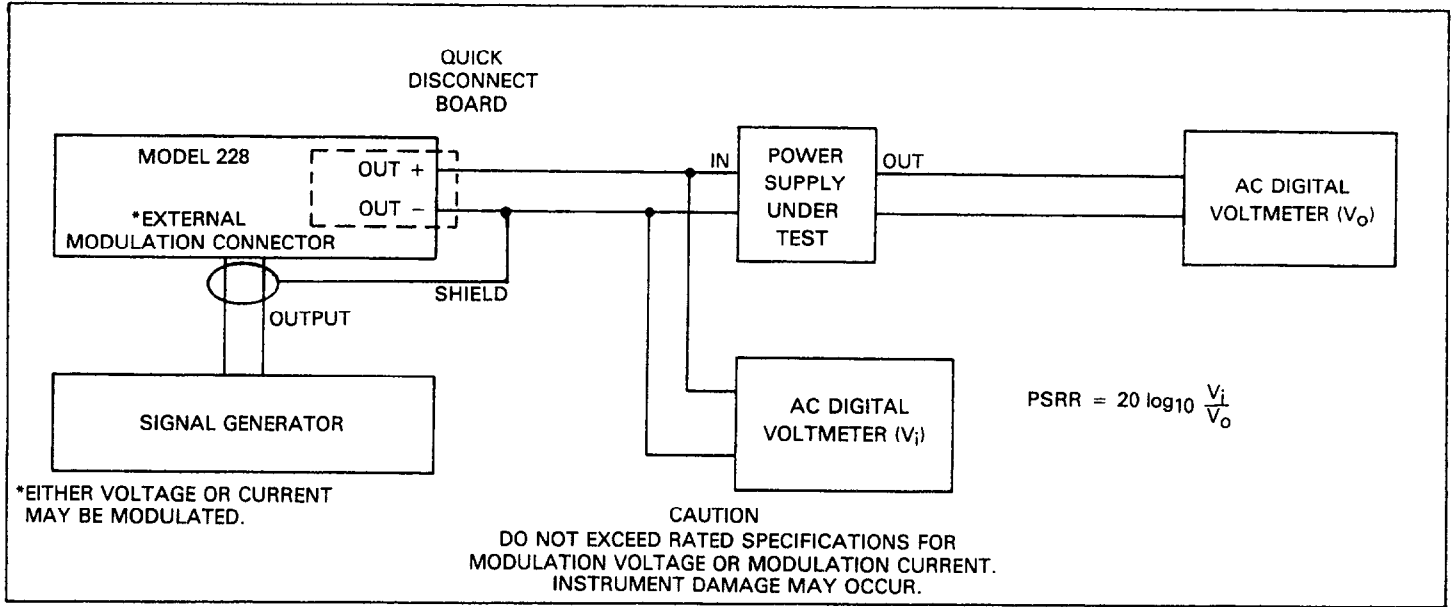 QUICK
DISCONNECT
BOARD
MODEL 228
OUT +
OUT −
*EXTERNAL
MODULATION CONNECTOR
IN
POWER
SUPPLY
UNDER
TEST
OUT
AC DIGITAL
VOLTMETER (Vo)
SHIELD
OUTPUT
SIGNAL GENERATOR
AC DIGITAL
VOLTMETER (Vi)
PSRR = 20 log10 Vi/Vo
*EITHER VOLTAGE OR CURRENT
MAY BE MODULATED.
CAUTION
DO NOT EXCEED RATED SPECIFICATIONS FOR
MODULATION VOLTAGE OR MODULATION CURRENT.
INSTRUMENT DAMAGE MAY OCCUR.